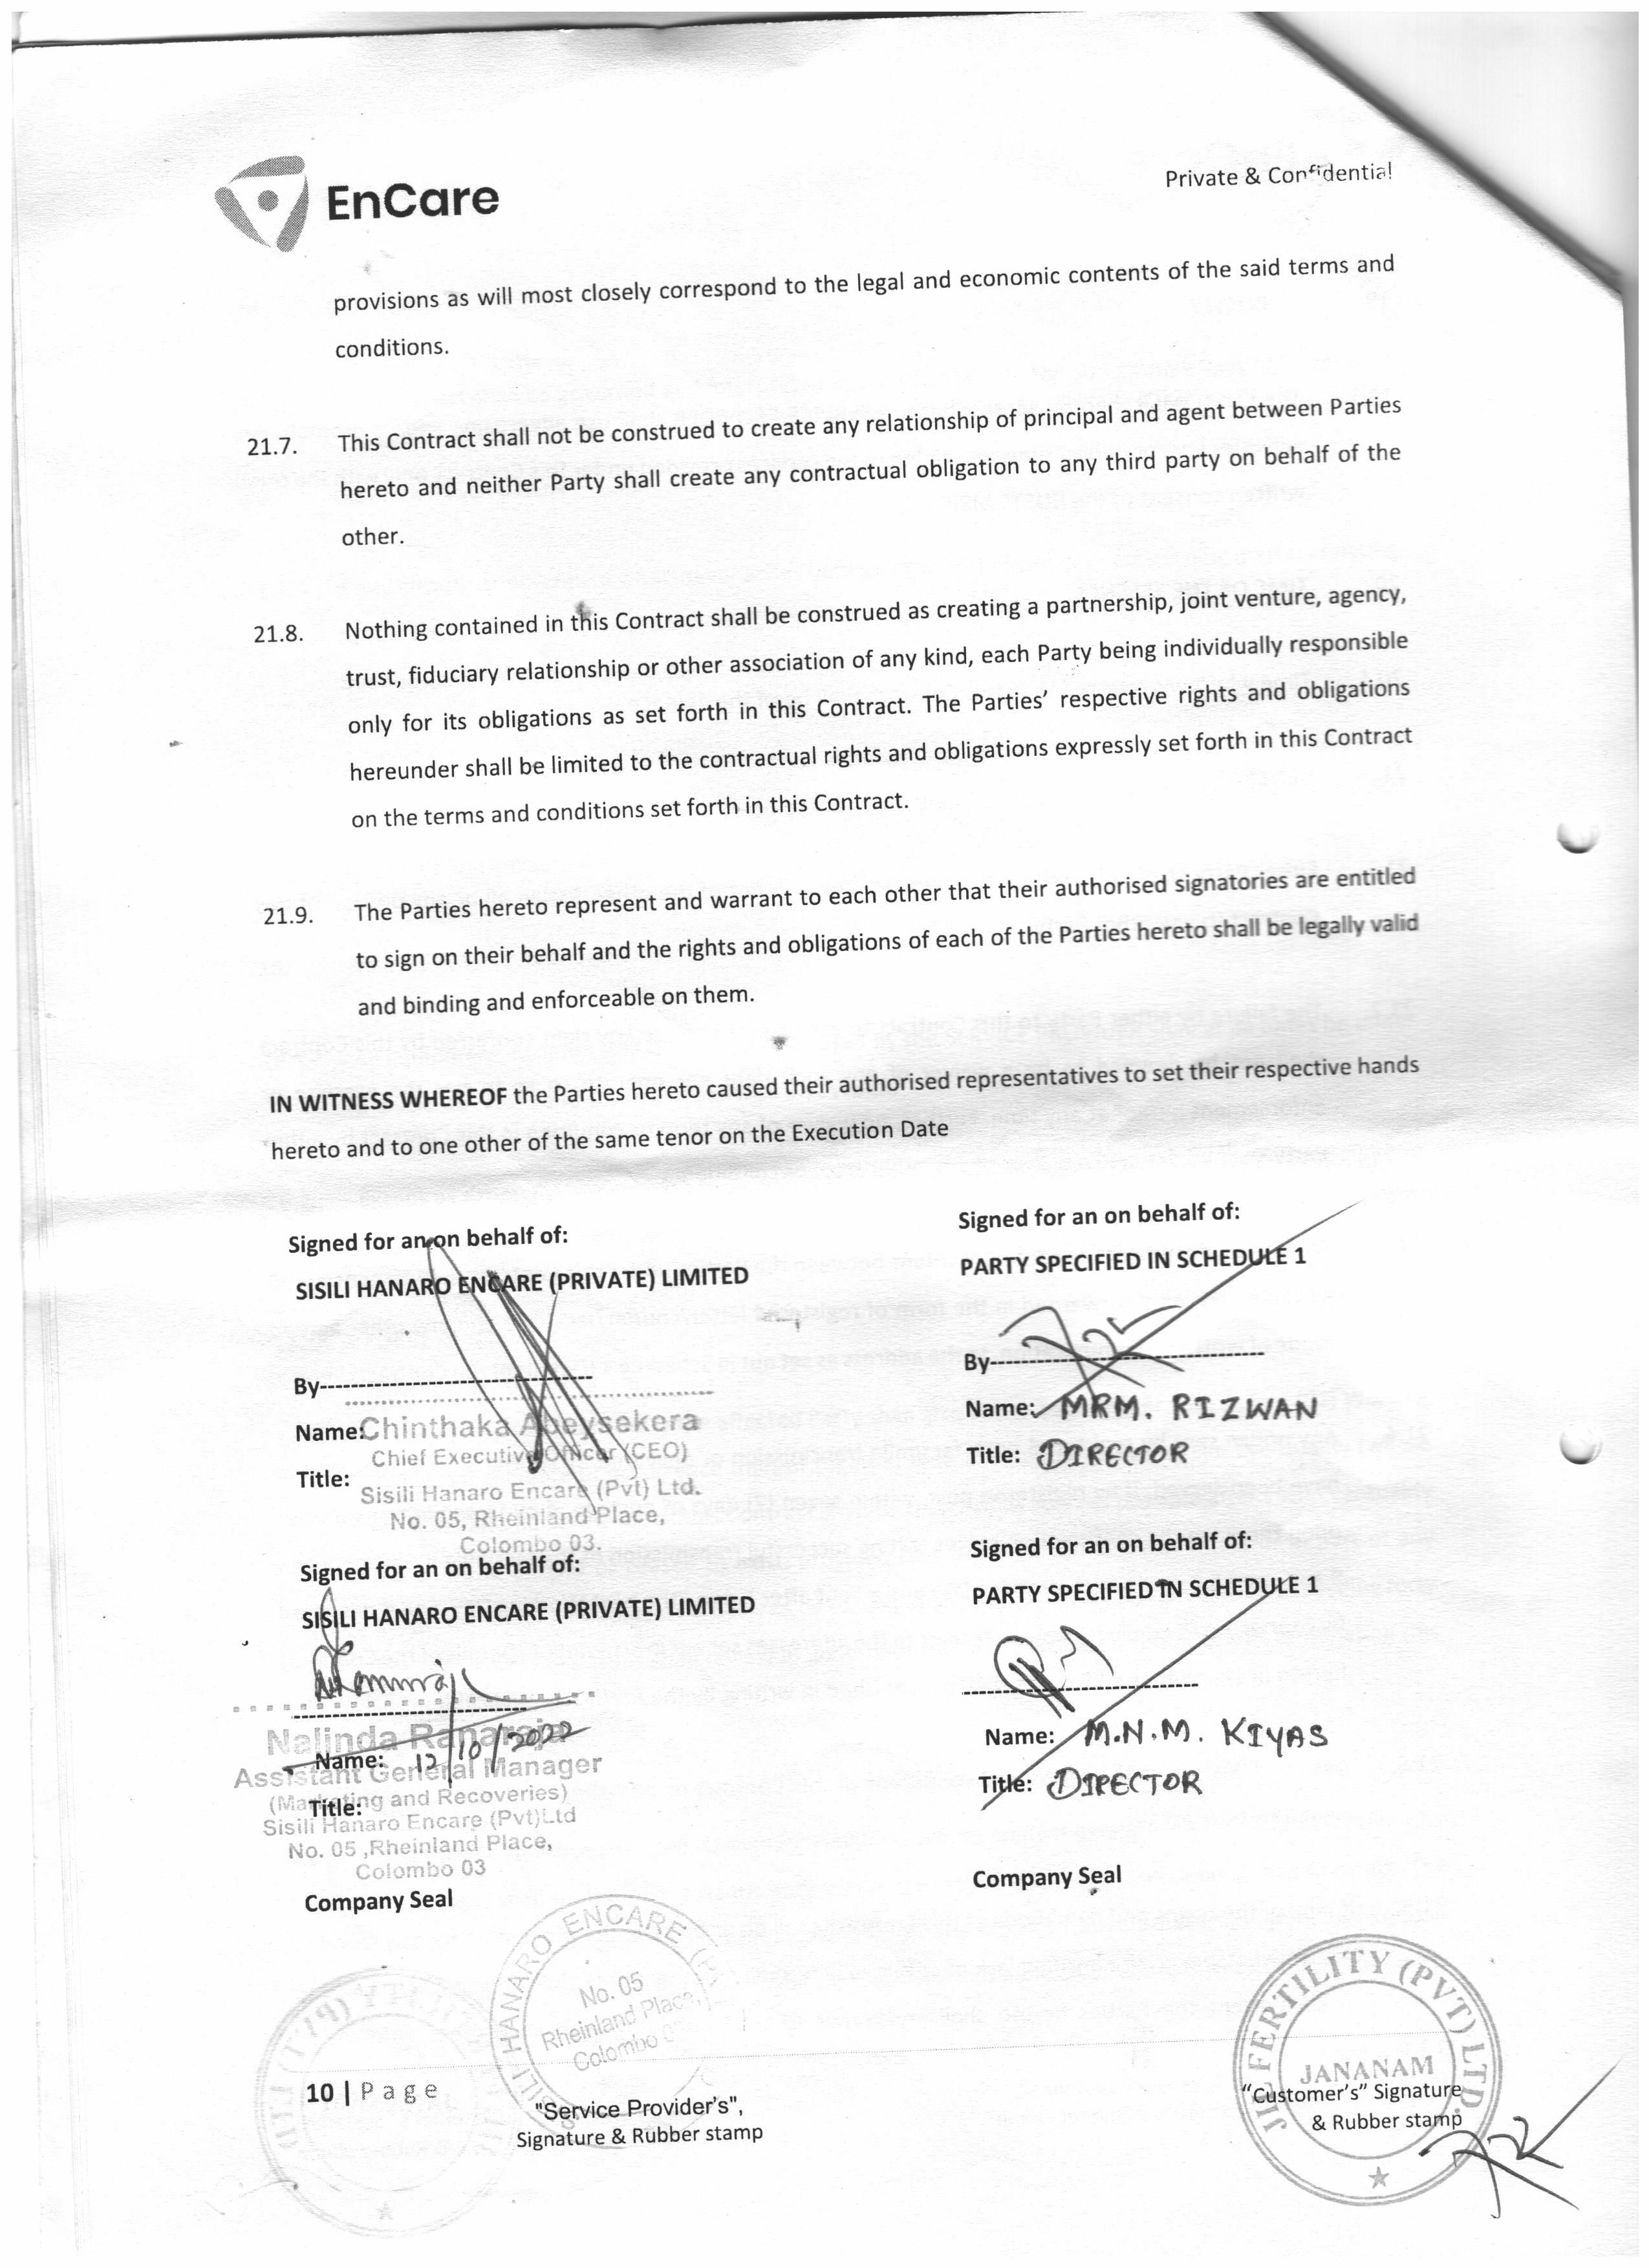 EnCare
Private & Confidential
provisions as will most closely correspond to the legal and economic contents of the said terms and
conditions.
21.7. This Contract shall not be construed to create any relationship of principal and agent between Parties
hereto and neither Party shall create any contractual obligation to any third party on behalf of the
other.
21.8. Nothing contained in this Contract shall be construed as creating a partnership, joint venture, agency,
trust, fiduciary relationship or other association of any kind, each Party being individually responsible
only for its obligations as set forth in this Contract. The Parties’ respective rights and obligations
hereunder shall be limited to the contractual rights and obligations expressly set forth in this Contract
on the terms and conditions set forth in this Contract.
21.9. The Parties hereto represent and warrant to each other that their authorised signatories are entitled
to sign on their behalf and the rights and obligations of each of the Parties hereto shall be legally valid
and binding and enforceable on them.
IN WITNESS WHEREOF the Parties hereto caused their authorised representatives to set their respective hands
hereto and to one other of the same tenor on the Execution Date
Signed for an on behalf of:
SISILI HANARO ENCARE (PRIVATE) LIMITED
By
Name: Chinthaka Abeysekera
Chief Executive Officer (CEO)
Title:
Sisili Hanaro Encare (Pvt) Ltd.
No. 05, Rheinland Place,
Colombo 03.
Signed for an on behalf of:
PARTY SPECIFIED IN SCHEDULE 1
By
Name: MRM. RIZWAN
Title: DIRECTOR
Signed for an on behalf of:
SISILI HANARO ENCARE (PRIVATE) LIMITED
Nalinda Ranaraja
Name: 12/10/2022
Assistant General Manager
(Marketing and Recoveries)
Title:
Sisili Hanaro Encare (Pvt)Ltd
No. 05 ,Rheinland Place,
Colombo 03
Company Seal
Signed for an on behalf of:
PARTY SPECIFIED IN SCHEDULE 1
Name: M.N.M. KIYAS
Title: DIRECTOR
Company Seal
SISILI HANARO ENCARE
No. 05
Rheinland Place,
Colombo
FERTILITY (PVT) LTD.
JANANAM
10 | Page
"Service Provider's",
Signature & Rubber stamp
“Customer’s” Signature
& Rubber stamp